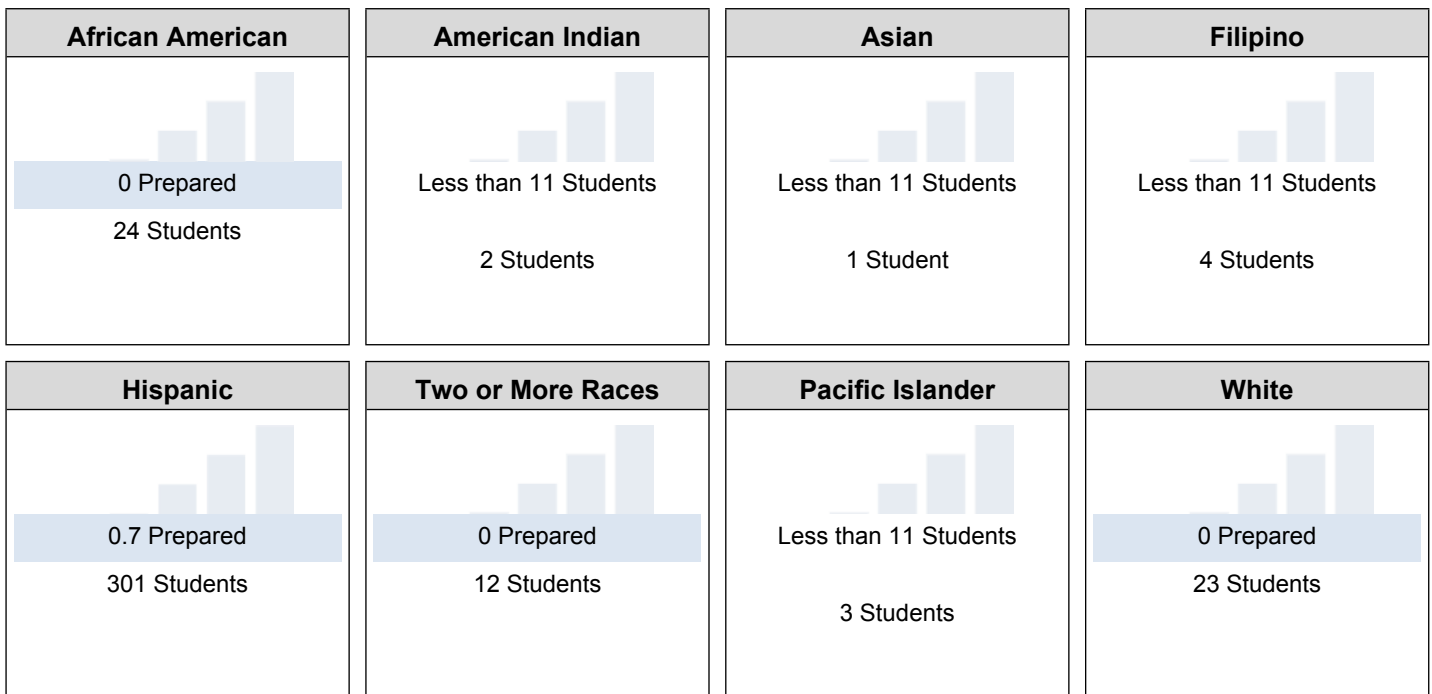 African American
0 Prepared
24 Students
American Indian
Less than 11 Students
2 Students
Asian
Less than 11 Students
1 Student
Filipino
Less than 11 Students
4 Students
Hispanic
0.7 Prepared
301 Students
Two or More Races
0 Prepared
12 Students
Pacific Islander
Less than 11 Students
3 Students
White
0 Prepared
23 Students